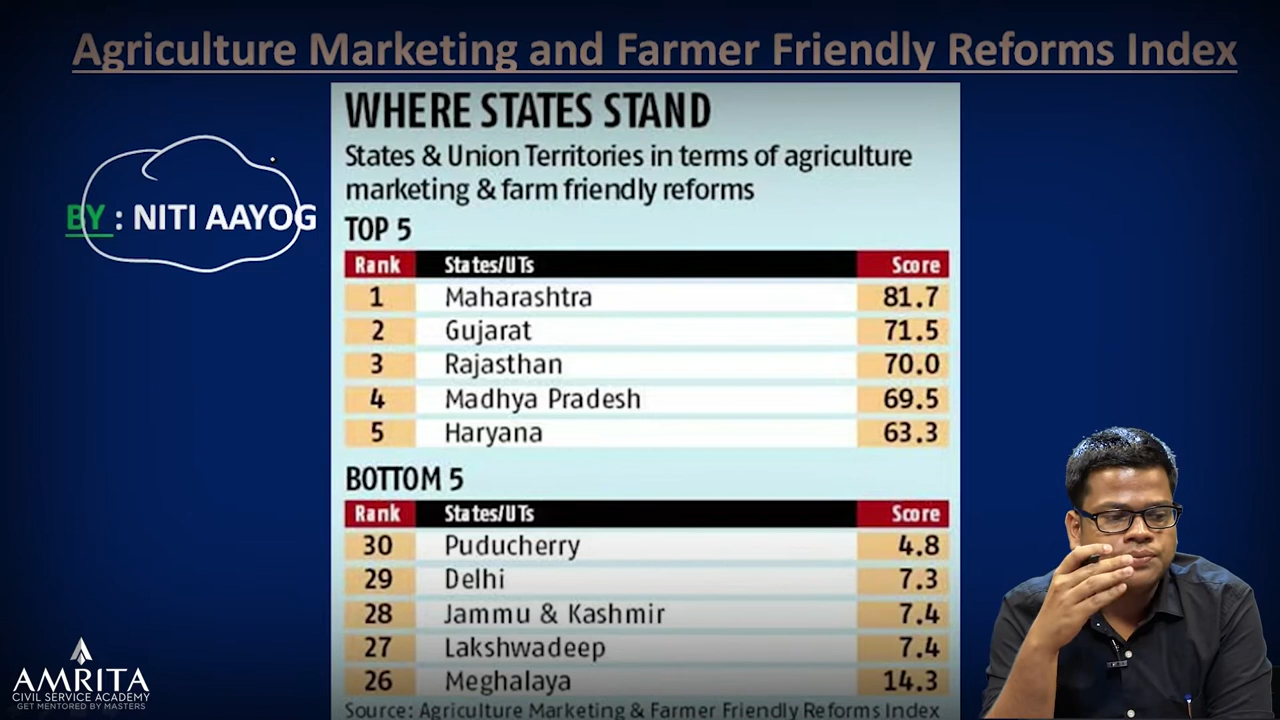 Agriculture Marketing and Farmer Friendly Reforms Index
BY : NITI AAYOG
WHERE STATES STAND
States & Union Territories in terms of agriculture
marketing & farm friendly reforms
TOP 5
Rank States/UTs Score
1 Maharashtra 81.7
2 Gujarat 71.5
3 Rajasthan 70.0
4 Madhya Pradesh 69.5
5 Haryana 63.3
BOTTOM 5
Rank States/UTs Score
30 Puducherry 4.8
29 Delhi 7.3
28 Jammu & Kashmir 7.4
27 Lakshwadeep 7.4
26 Meghalaya 14.3
Source: Agriculture Marketing & Farmer Friendly Reforms Index
AMRITA
CIVIL SERVICE ACADEMY
GET MENTORED BY MASTERS